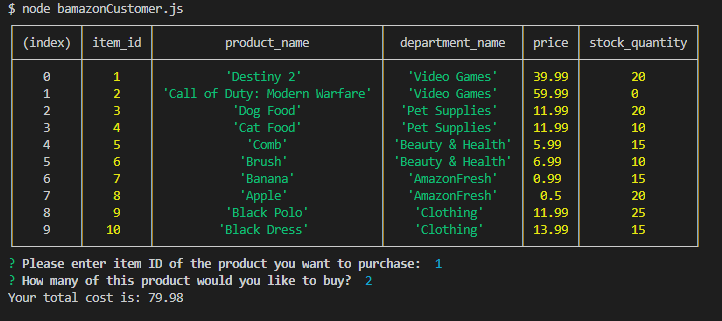 $ node bamazonCustomer.js
(index) item_id product_name department_name price stock_quantity
0 1 'Destiny 2' 'Video Games' 39.99 20
1 2 'Call of Duty: Modern Warfare' 'Video Games' 59.99 0
2 3 'Dog Food' 'Pet Supplies' 11.99 20
3 4 'Cat Food' 'Pet Supplies' 11.99 10
4 5 'Comb' 'Beauty & Health' 5.99 15
5 6 'Brush' 'Beauty & Health' 6.99 10
6 7 'Banana' 'AmazonFresh' 0.99 15
7 8 'Apple' 'AmazonFresh' 0.5 20
8 9 'Black Polo' 'Clothing' 11.99 25
9 10 'Black Dress' 'Clothing' 13.99 15
? Please enter item ID of the product you want to purchase: 1
? How many of this product would you like to buy? 2
Your total cost is: 79.98